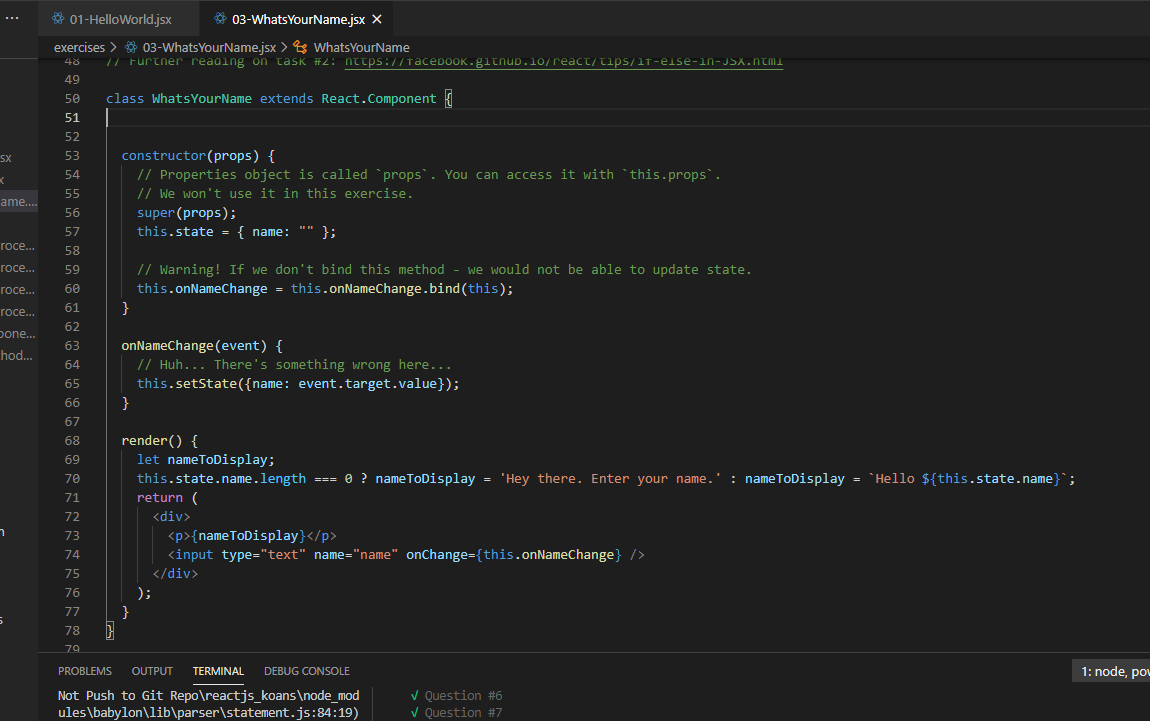 ...
01-HelloWorld.jsx
03-WhatsYourName.jsx ×
exercises > 03-WhatsYourName.jsx > WhatsYourName
48 // Further reading on task #2: https://facebook.github.io/react/tips/if-else-in-JSX.html
49
50 class WhatsYourName extends React.Component {
51
52
53 constructor(props) {
54 // Properties object is called `props`. You can access it with `this.props`.
55 // We won't use it in this exercise.
56 super(props);
57 this.state = { name: "" };
58
59 // Warning! If we don't bind this method - we would not be able to update state.
60 this.onNameChange = this.onNameChange.bind(this);
61 }
62
63 onNameChange(event) {
64 // Huh... There's something wrong here...
65 this.setState({name: event.target.value});
66 }
67
68 render() {
69 let nameToDisplay;
70 this.state.name.length === 0 ? nameToDisplay = 'Hey there. Enter your name.' : nameToDisplay = `Hello ${this.state.name}`;
71 return (
72 <div>
73 <p>{nameToDisplay}</p>
74 <input type="text" name="name" onChange={this.onNameChange} />
75 </div>
76 );
77 }
78 }
79
sx
x
ame....
roce...
roce...
roce...
roce...
pone...
hod...
n
s
PROBLEMS OUTPUT TERMINAL DEBUG CONSOLE
1: node, pow
Not Push to Git Repo\reactjs_koans\node_mod
ules\babylon\lib\parser\statement.js:84:19)
√ Question #6
√ Question #7